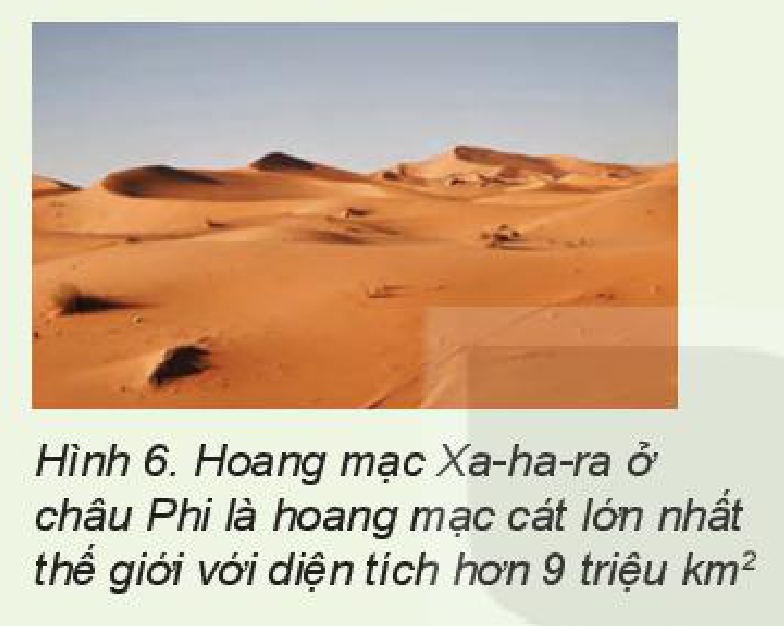 Hình 6. Hoang mạc Xa-ha-ra ở
châu Phi là hoang mạc cát lớn nhất
thế giới với diện tích hơn 9 triệu km²